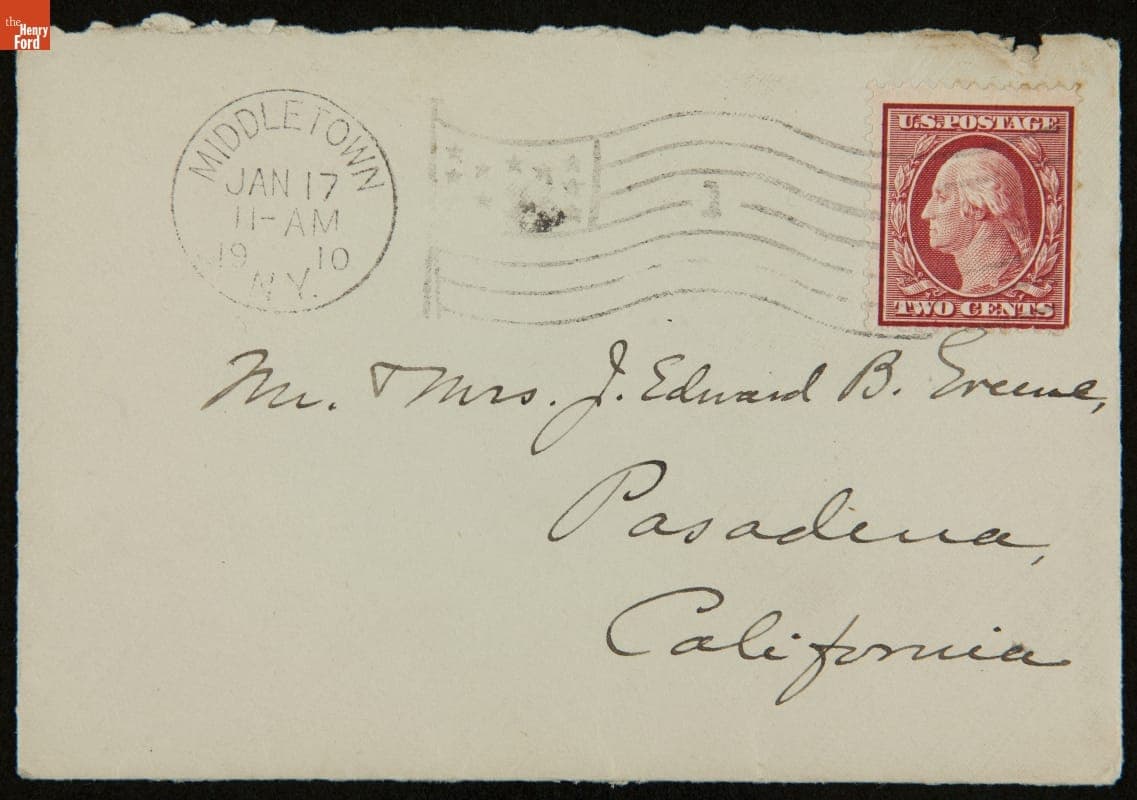 the
Henry
Ford
MIDDLETOWN
JAN 17
11-AM
19 10
N.Y.
1
U.S. POSTAGE
TWO CENTS
Mr. & Mrs. J. Edward B. Greene,
Pasadena,
California